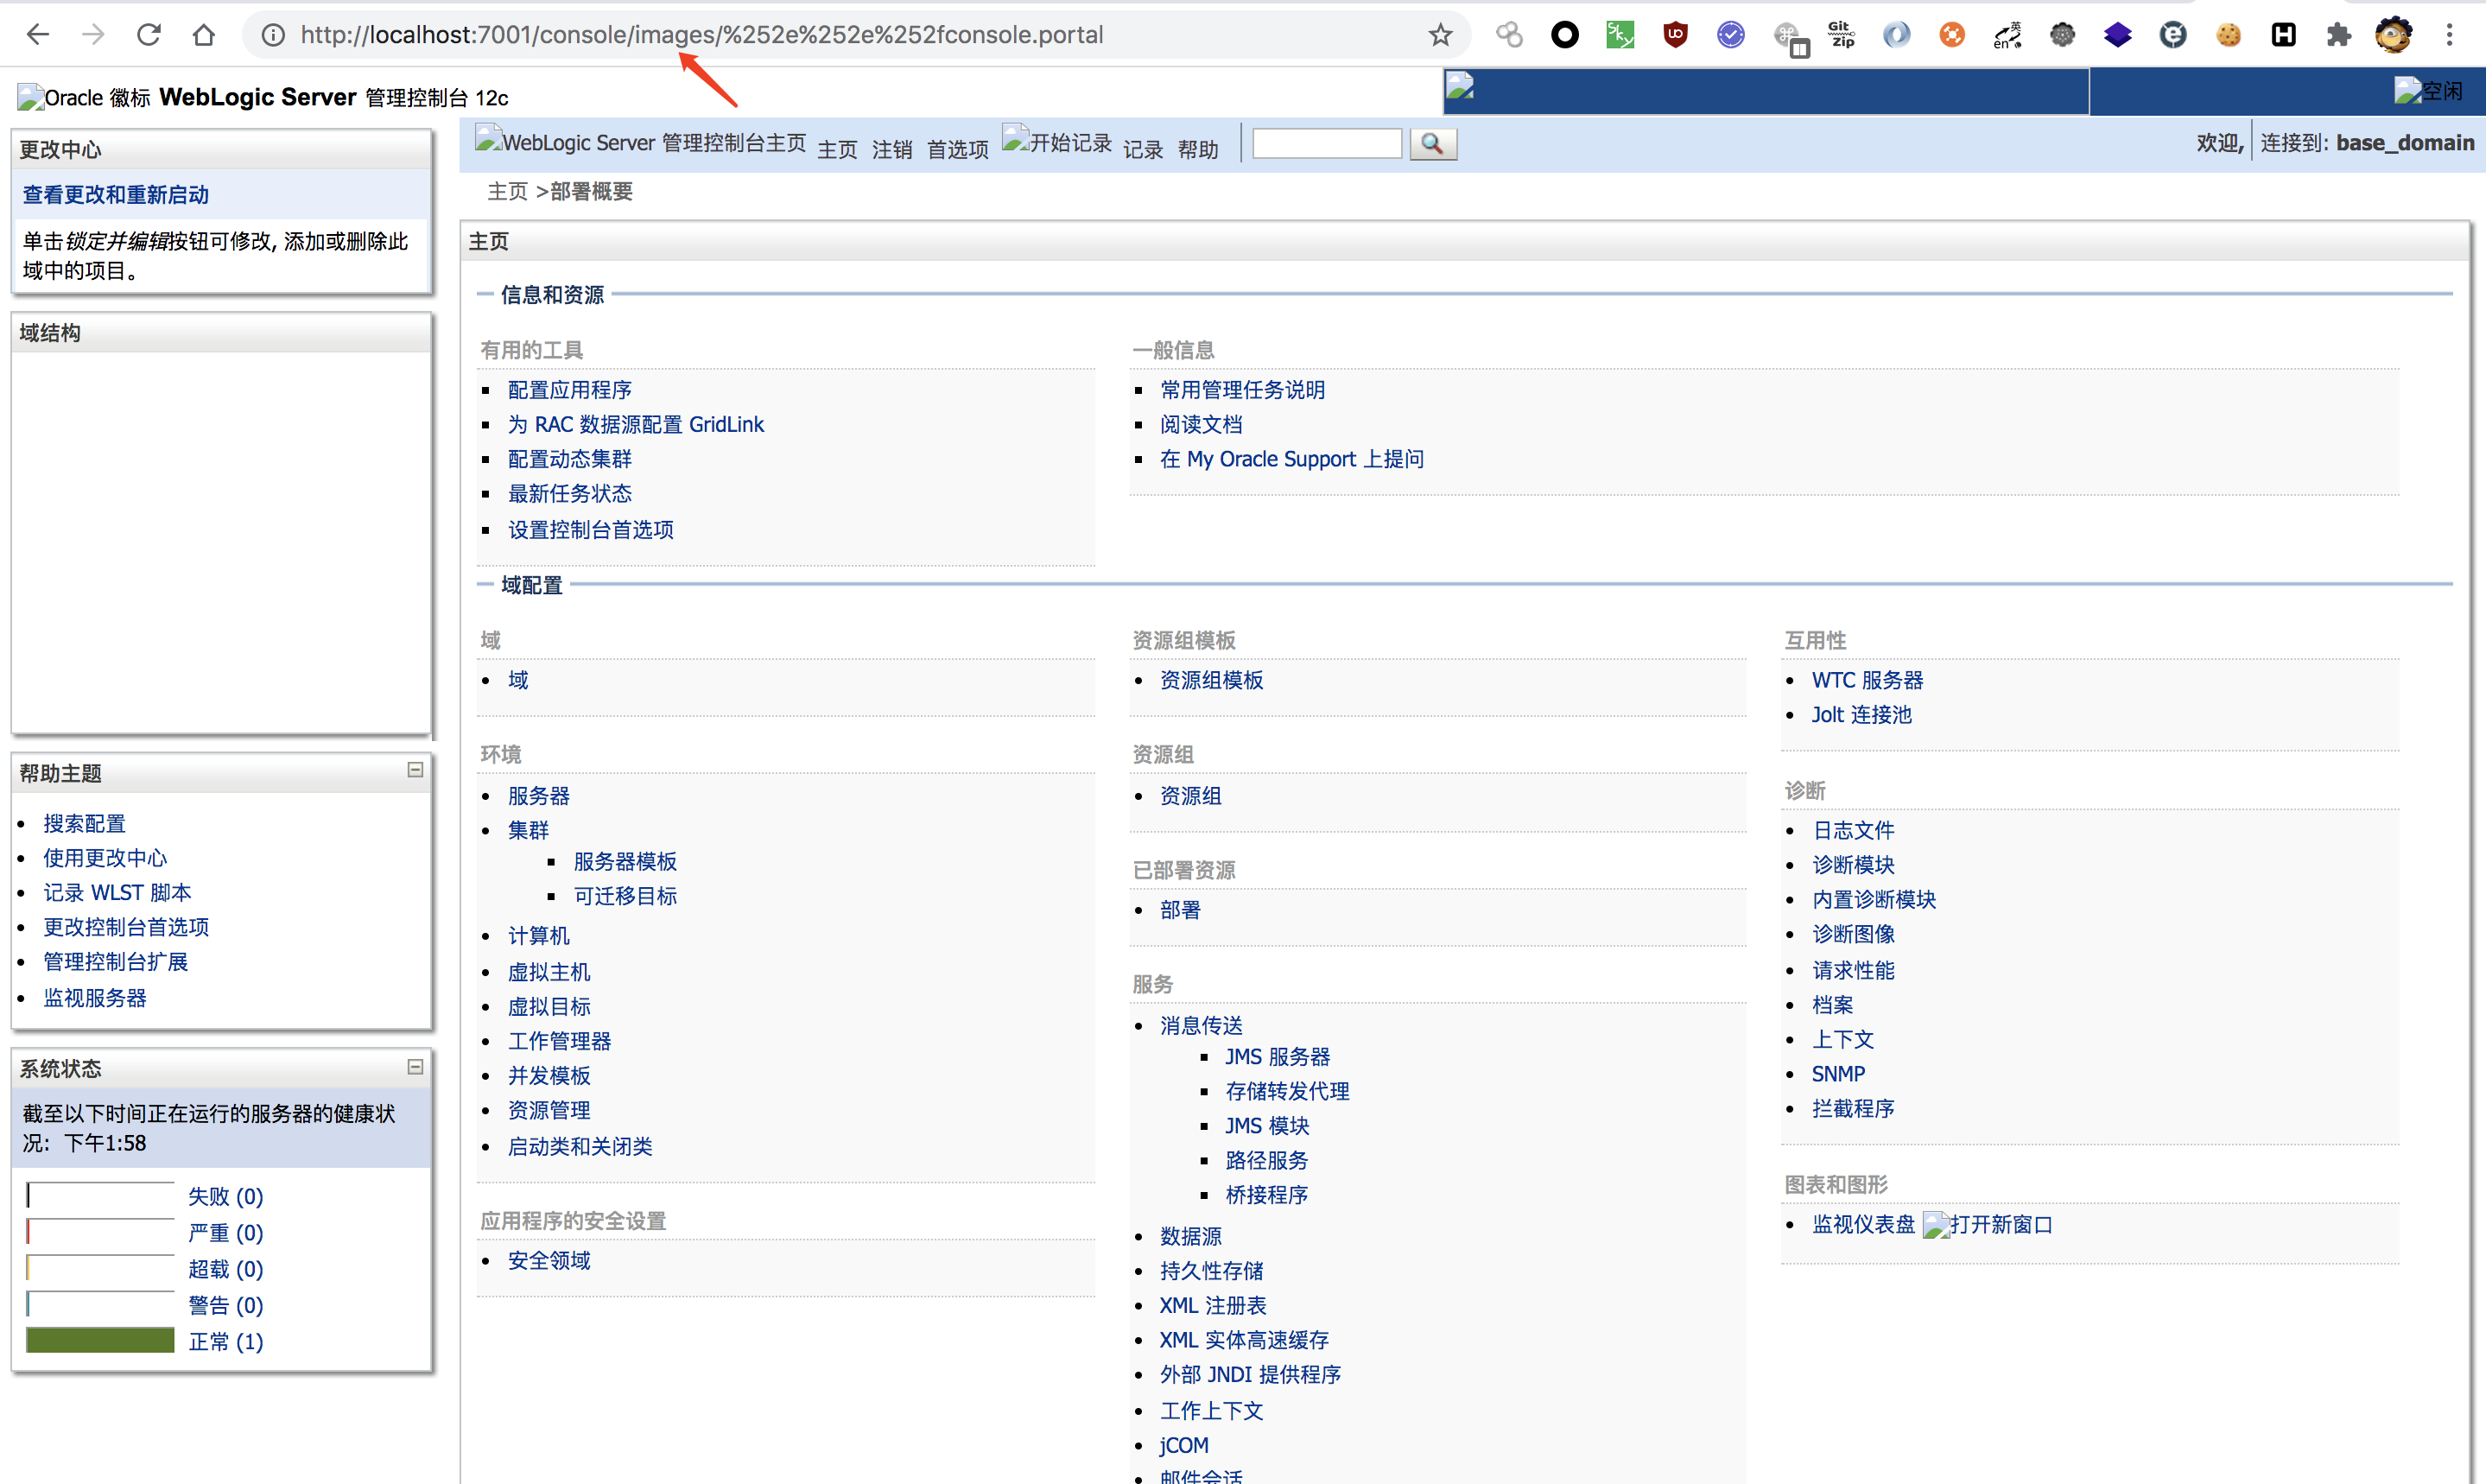 http://localhost:7001/console/images/%252e%252e%252fconsole.portal
Sky
Git
Zip
英
en
Oracle 徽标 WebLogic Server 管理控制台 12c
空闲
更改中心
查看更改和重新启动
单击锁定并编辑按钮可修改, 添加或删除此
域中的项目。
域结构
帮助主题
搜索配置
使用更改中心
记录 WLST 脚本
更改控制台首选项
管理控制台扩展
监视服务器
系统状态
截至以下时间正在运行的服务器的健康状
况: 下午1:58
失败 (0)
严重 (0)
超载 (0)
警告 (0)
正常 (1)
WebLogic Server 管理控制台主页 主页 注销 首选项 开始记录 记录 帮助
欢迎, 连接到: base_domain
主页 >部署概要
主页
信息和资源
有用的工具
配置应用程序
为 RAC 数据源配置 GridLink
配置动态集群
最新任务状态
设置控制台首选项
一般信息
常用管理任务说明
阅读文档
在 My Oracle Support 上提问
域配置
域
域
环境
服务器
集群
服务器模板
可迁移目标
计算机
虚拟主机
虚拟目标
工作管理器
并发模板
资源管理
启动类和关闭类
应用程序的安全设置
安全领域
资源组模板
资源组模板
资源组
资源组
已部署资源
部署
服务
消息传送
JMS 服务器
存储转发代理
JMS 模块
路径服务
桥接程序
数据源
持久性存储
XML 注册表
XML 实体高速缓存
外部 JNDI 提供程序
工作上下文
jCOM
邮件会话
互用性
WTC 服务器
Jolt 连接池
诊断
日志文件
诊断模块
内置诊断模块
诊断图像
请求性能
档案
上下文
SNMP
拦截程序
图表和图形
监视仪表盘 打开新窗口